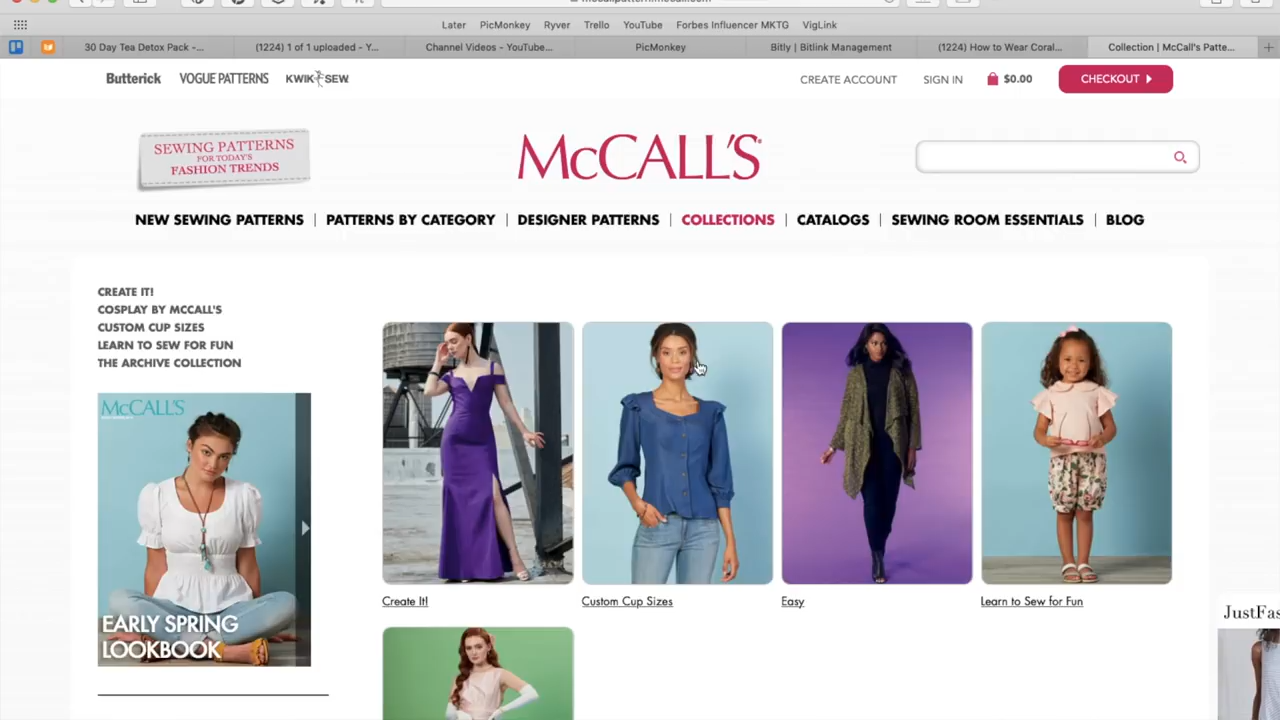 Later PicMonkey Ryver Trello YouTube Forbes Influencer MKTG VigLink
30 Day Tea Detox Pack -... (1224) 1 of 1 uploaded - Y... Channel Videos - YouTube... PicMonkey Bitly | Bitlink Management (1224) How to Wear Coral... Collection | McCall's Patte...
Butterick VOGUE PATTERNS KWIK SEW CREATE ACCOUNT SIGN IN $0.00 CHECKOUT
SEWING PATTERNS
FOR TODAY'S
FASHION TRENDS
McCALL'S
NEW SEWING PATTERNS | PATTERNS BY CATEGORY | DESIGNER PATTERNS | COLLECTIONS | CATALOGS | SEWING ROOM ESSENTIALS | BLOG
CREATE IT!
COSPLAY BY MCCALL'S
CUSTOM CUP SIZES
LEARN TO SEW FOR FUN
THE ARCHIVE COLLECTION
McCALL'S
EARLY SPRING
LOOKBOOK
Create It! Custom Cup Sizes Easy Learn to Sew for Fun
JustFas